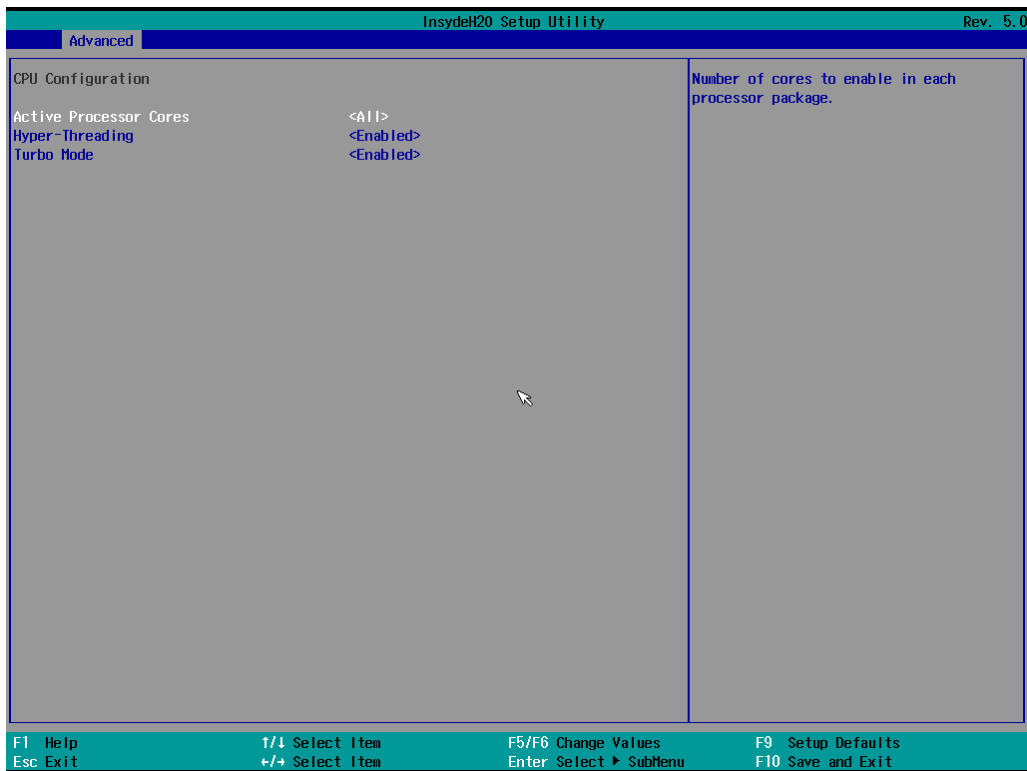 InsydeH20 Setup Utility Rev. 5.0
Advanced
CPU Configuration
Active Processor Cores <All>
Hyper-Threading <Enabled>
Turbo Mode <Enabled>
Number of cores to enable in each
processor package.
F1 Help ↑/↓ Select Item F5/F6 Change Values F9 Setup Defaults
Esc Exit ←/→ Select Item Enter Select ▶ SubMenu F10 Save and Exit